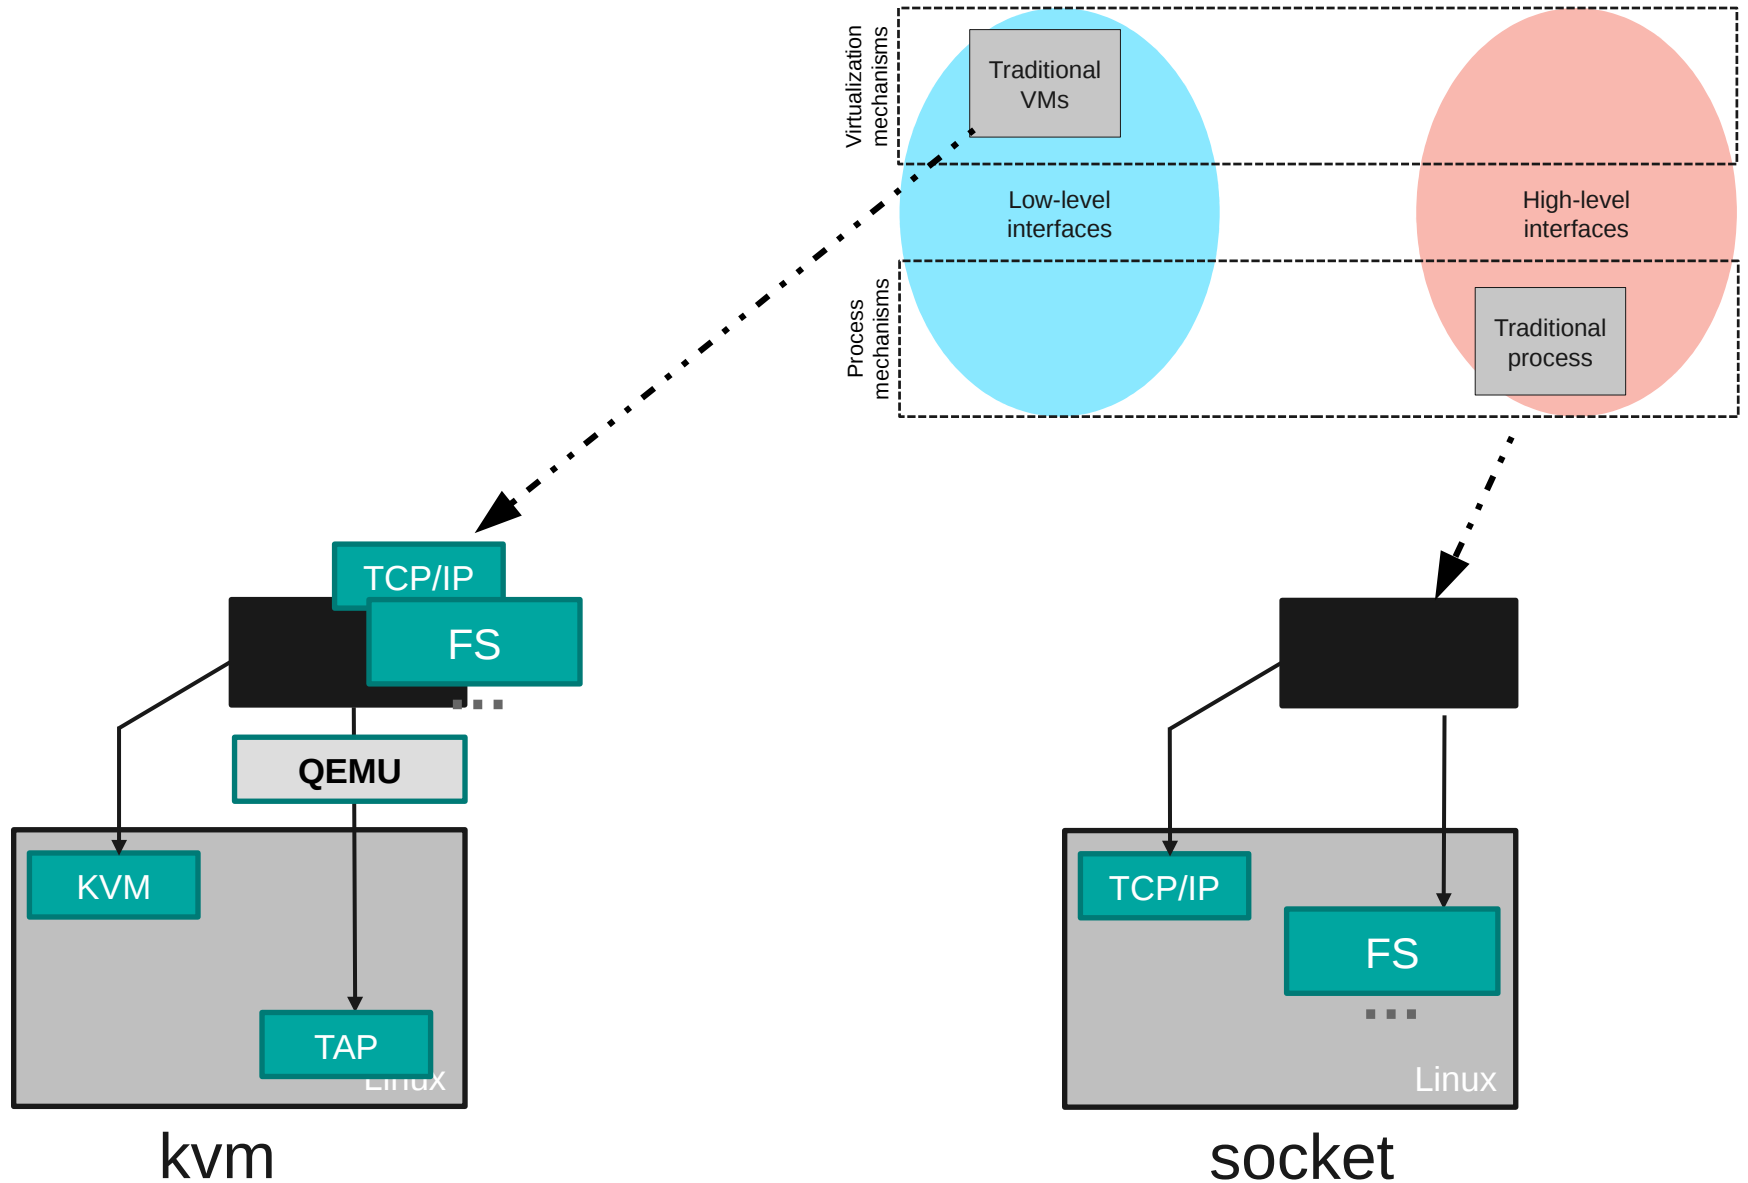 Virtualization
mechanisms
Traditional
VMs
Low-level
interfaces
High-level
interfaces
Process
mechanisms
Traditional
process
TCP/IP
FS
...
QEMU
KVM
TAP
Linux
kvm
TCP/IP
FS
...
Linux
socket